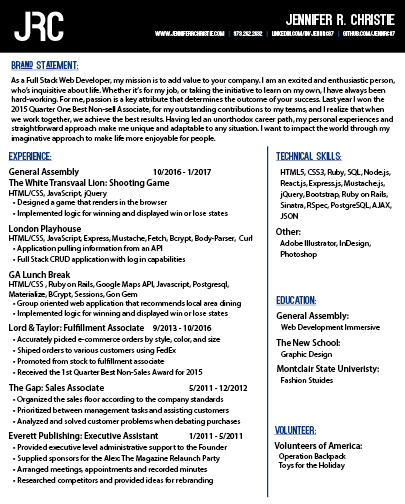 JRC
JENNIFER R. CHRISTIE
WWW.JENNIFERRCHRISTIE.COM
BRAND STATEMENT:
As a Full Stack Web Developer, my mission is to add value to your company. I am an excited and enthusiastic person,
who's inquisitive about life. Whether it's for my job, or taking the initiative to learn on my own, I have always been
hard-working. For me, passion is a key attribute that determines the outcome of your success. Last year I won the
2015 Quarter One Best Non-sell Associate, for my outstanding contributions to my teams, and I realize that when
we work together, we achieve the best results. Having led an unorthodox career path, my personal experiences and
straightforward approach make me unique and adaptable to any situation. I want to impact the world through my
imaginative approach to make life more enjoyable for people.
EXPERIENCE:
General Assembly 10/2016 - 1/2017
The White Transvaal Lion: Shooting Game
HTML/CSS, JavaScript, jQuery
• Designed a game that renders in the browser
• Implemented logic for winning and displayed win or lose states
London Playhouse
HTML/CSS, JavaScript, Express, Mustache, Fetch, Bcrypt, Body-Parser, Curl
• Application pulling information from an API
• Full Stack CRUD application with log in capabilities
GA Lunch Break
HTML/CSS , Ruby on Rails, Google Maps API, Javascript, Postgresql,
Materialize, BCrypt, Sessions, Gon Gem
• Group oriented web application that recommends local area dining
• Implemented logic for winning and displayed win or lose states
Lord & Taylor: Fulfillment Associate 9/2013 - 10/2016
• Accurately picked e-commerce orders by style, color, and size
• Shiped orders to various customers using FedEx
• Promoted from stock to fulfillment associate
• Received the 1st Quarter Best Non-Sales Award for 2015
The Gap: Sales Associate 5/2011 - 12/2012
• Organized the sales floor according to the company standards
• Prioritized between management tasks and assisting customers
• Analyzed and solved customer problems when debating purchases
Everett Publishing: Executive Assistant 1/2011 - 5/2011
• Provided executive level administrative support to the Founder
• Supplied sponsors for the Alex The Magazine Relaunch Party
• Arranged meetings, appointments and recorded minutes
• Researched competitors and provided ideas for rebranding
TECHNICAL SKILLS:
HTML5, CSS3, Ruby, SQL, Node.js,
React.js, Express.js, Mustache.js,
jQuery, Bootstrap, Ruby on Rails,
Sinatra, RSpec, PostgreSQL, AJAX,
JSON
Other:
Adobe Illustrator, InDesign,
Photoshop
EDUCATION:
General Assembly:
Web Development Immersive
The New School:
Graphic Design
Montclair State Univeristy:
Fashion Stuides
VOLUNTEER:
Volunteers of America:
Operation Backpack
Toys for the Holiday